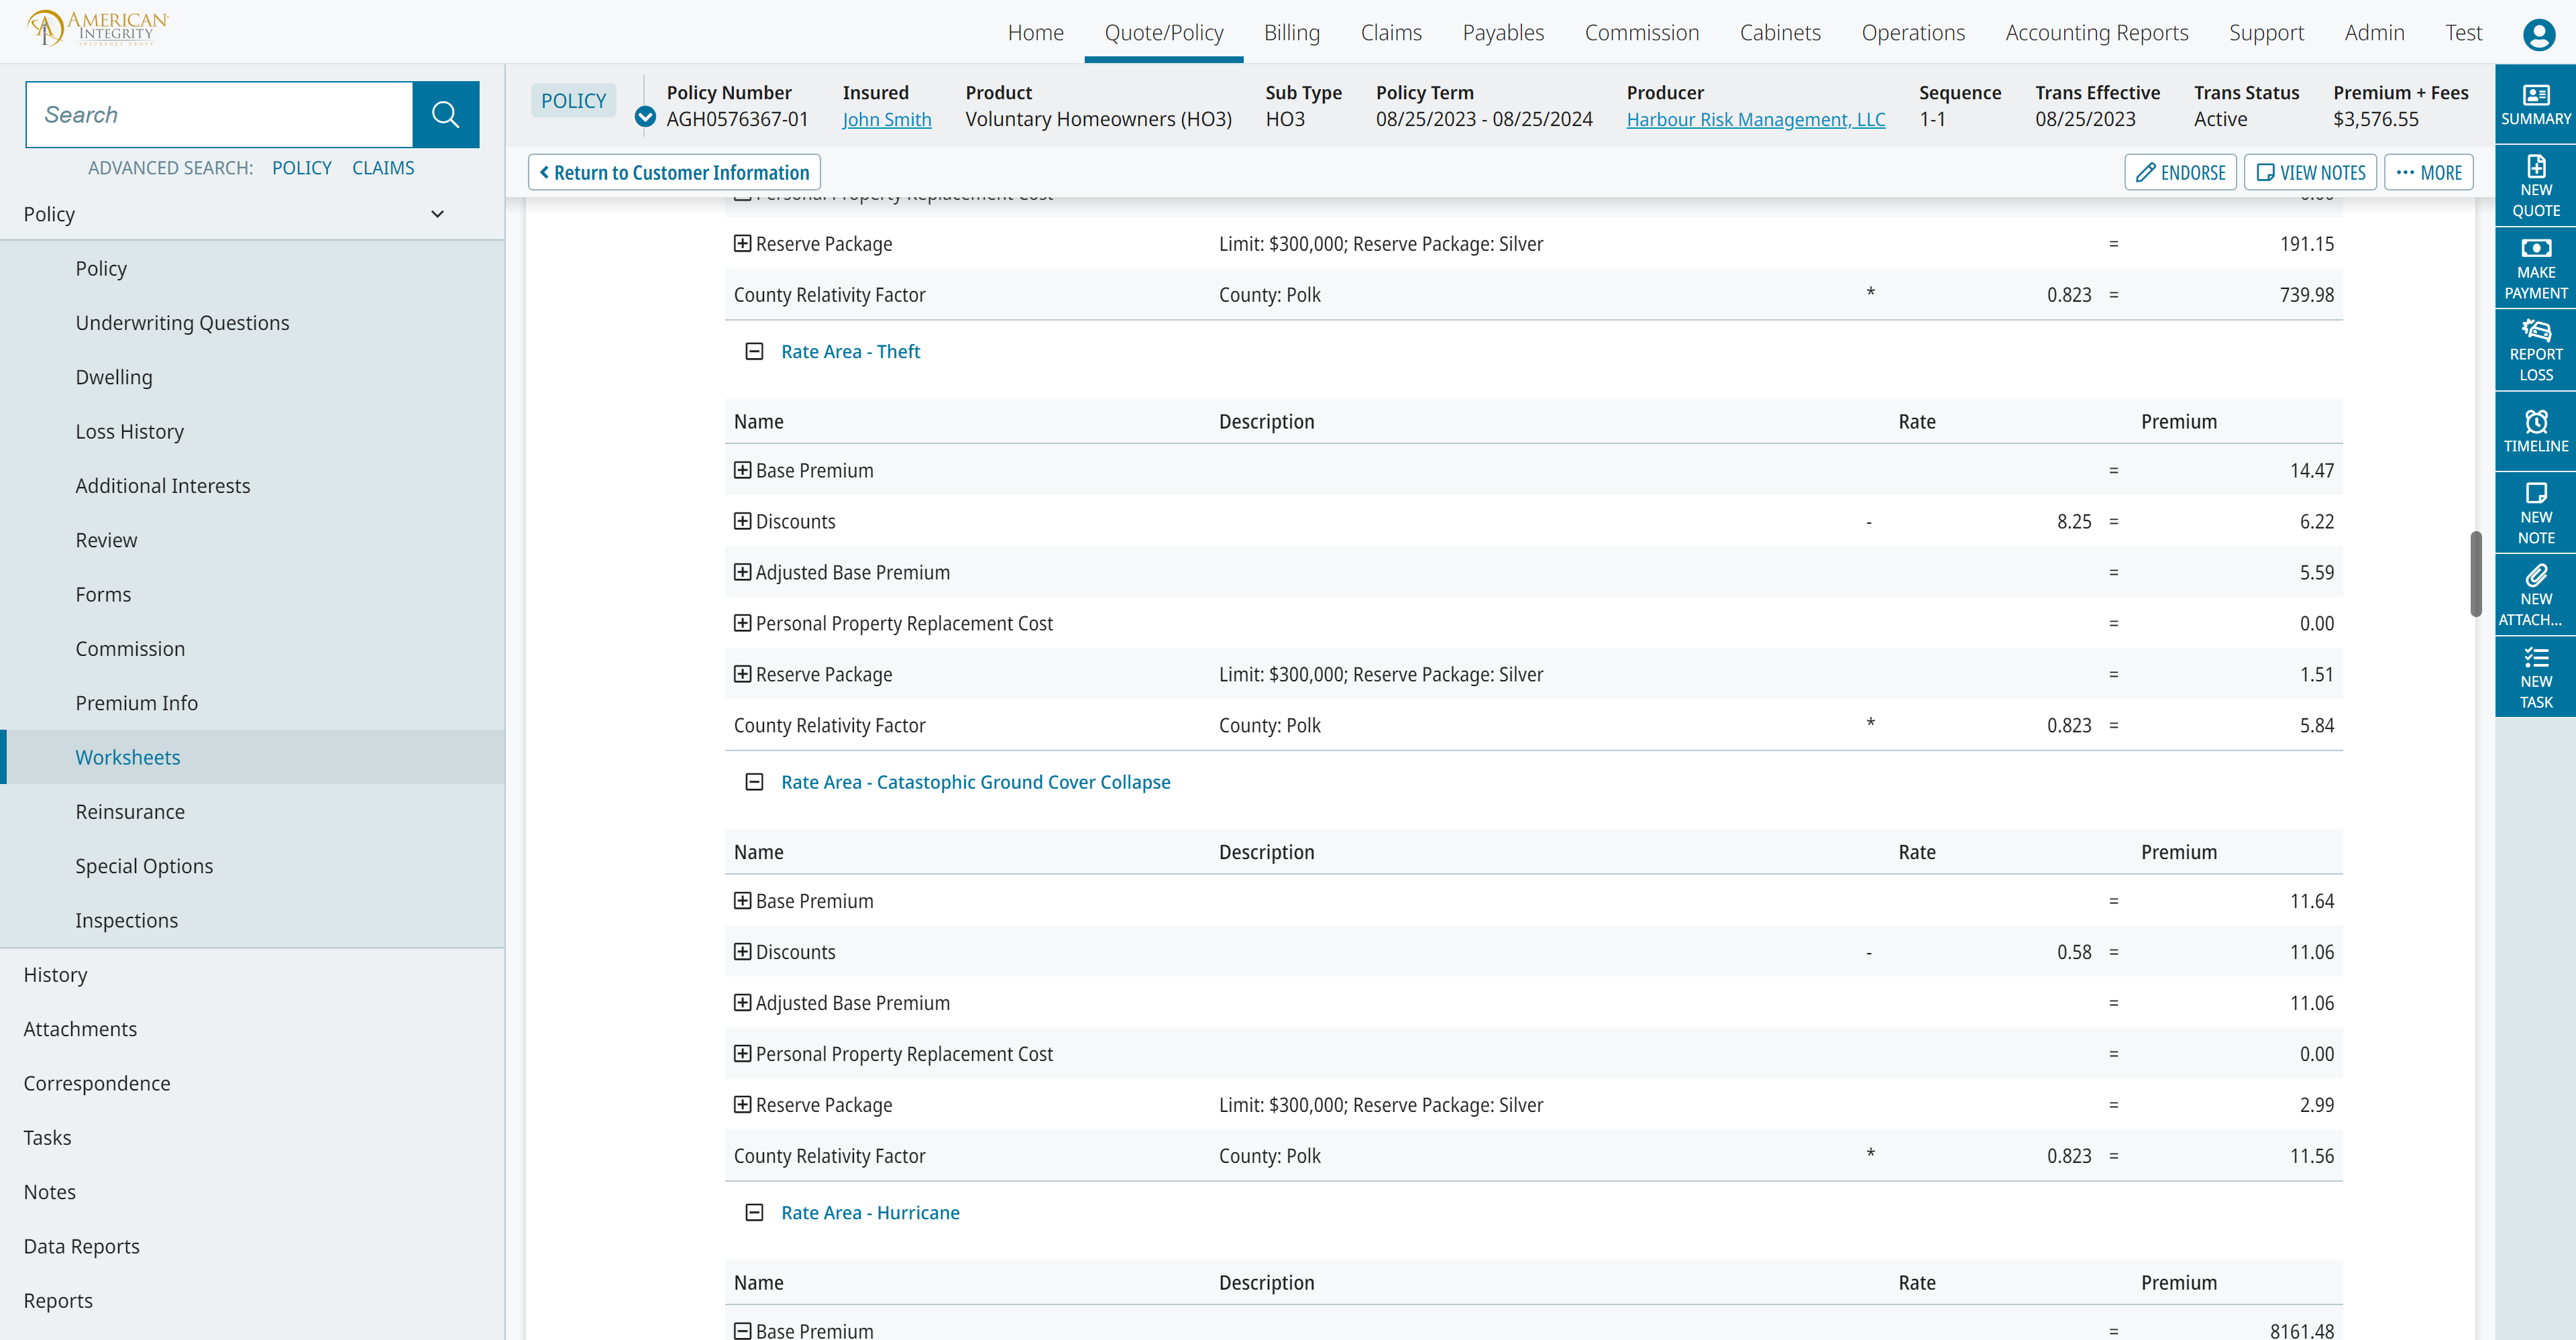 AMERICAN
INTEGRITY
INSURANCE GROUP
Home Quote/Policy Billing Claims Payables Commission Cabinets Operations Accounting Reports Support Admin Test
Search
ADVANCED SEARCH: POLICY CLAIMS
Policy
Policy
Underwriting Questions
Dwelling
Loss History
Additional Interests
Review
Forms
Commission
Premium Info
Worksheets
Reinsurance
Special Options
Inspections
History
Attachments
Correspondence
Tasks
Notes
Data Reports
Reports
POLICY
Policy Number Insured Product Sub Type Policy Term Producer Sequence Trans Effective Trans Status Premium + Fees
AGH0576367-01 John Smith Voluntary Homeowners (HO3) HO3 08/25/2023 - 08/25/2024 Harbour Risk Management, LLC 1-1 08/25/2023 Active $3,576.55
Return to Customer Information ENDORSE VIEW NOTES ··· MORE
Personal Property Replacement Cost 0.00
Reserve Package Limit: $300,000; Reserve Package: Silver = 191.15
County Relativity Factor County: Polk * 0.823 = 739.98
Rate Area - Theft
Name Description Rate Premium
Base Premium = 14.47
Discounts - 8.25 = 6.22
Adjusted Base Premium = 5.59
Personal Property Replacement Cost = 0.00
Reserve Package Limit: $300,000; Reserve Package: Silver = 1.51
County Relativity Factor County: Polk * 0.823 = 5.84
Rate Area - Catastophic Ground Cover Collapse
Name Description Rate Premium
Base Premium = 11.64
Discounts - 0.58 = 11.06
Adjusted Base Premium = 11.06
Personal Property Replacement Cost = 0.00
Reserve Package Limit: $300,000; Reserve Package: Silver = 2.99
County Relativity Factor County: Polk * 0.823 = 11.56
Rate Area - Hurricane
Name Description Rate Premium
Base Premium = 8161.48
SUMMARY
NEW
QUOTE
MAKE
PAYMENT
REPORT
LOSS
TIMELINE
NEW
NOTE
NEW
ATTACH...
NEW
TASK